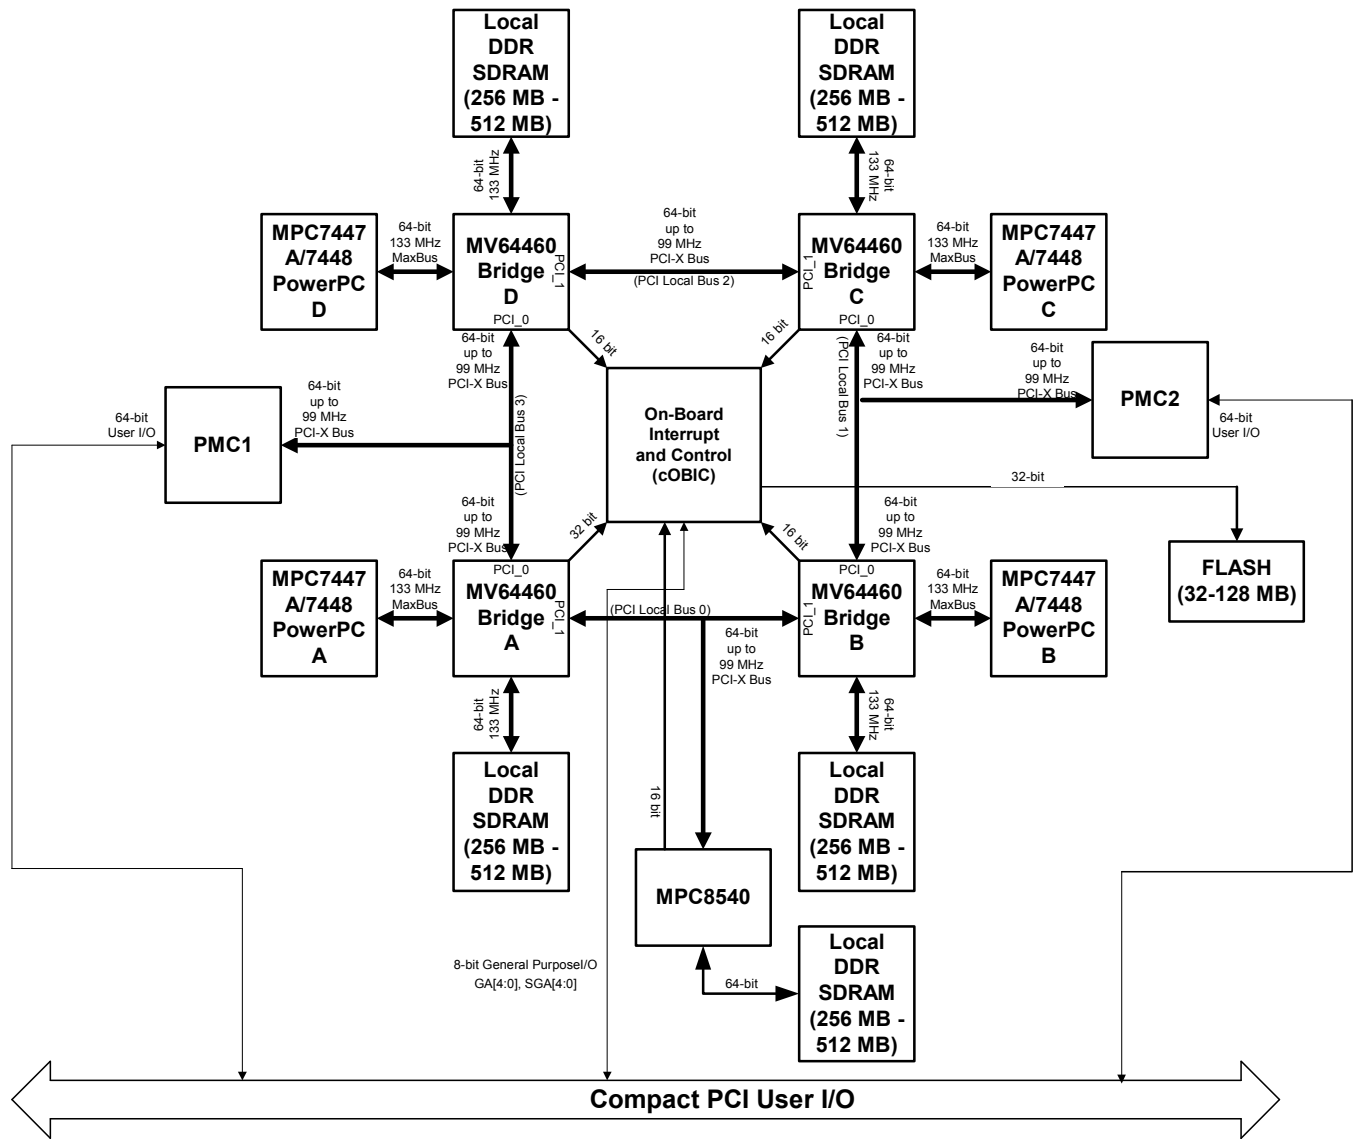 Local
DDR
SDRAM
(256 MB -
512 MB)
Local
DDR
SDRAM
(256 MB -
512 MB)
64-bit
133 MHz
64-bit
133 MHz
MPC7447
A/7448
PowerPC
D
64-bit
133 MHz
MaxBus
MV64460
Bridge
D
PCI_1
PCI_0
64-bit
up to
99 MHz
PCI-X Bus
(PCI Local Bus 2)
MV64460
Bridge
C
PCI_1
PCI_0
64-bit
133 MHz
MaxBus
MPC7447
A/7448
PowerPC
C
16 bit
16 bit
64-bit
up to
99 MHz
PCI-X Bus
(PCI Local Bus 1)
64-bit
up to
99 MHz
PCI-X Bus
64-bit
up to
99 MHz
PCI-X Bus
PMC2
64-bit
User I/O
64-bit
User I/O
PMC1
64-bit
up to
99 MHz
PCI-X Bus
(PCI Local Bus 3)
On-Board
Interrupt
and Control
(cOBIC)
32-bit
FLASH
(32-128 MB)
64-bit
up to
99 MHz
PCI-X Bus
32 bit
16 bit
64-bit
up to
99 MHz
PCI-X Bus
MPC7447
A/7448
PowerPC
A
64-bit
133 MHz
MaxBus
PCI_0
MV64460
Bridge
A
PCI_1
(PCI Local Bus 0)
64-bit
up to
99 MHz
PCI-X Bus
PCI_0
MV64460
Bridge
B
PCI_1
64-bit
133 MHz
MaxBus
MPC7447
A/7448
PowerPC
B
64-bit
133 MHz
64-bit
133 MHz
Local
DDR
SDRAM
(256 MB -
512 MB)
16 bit
Local
DDR
SDRAM
(256 MB -
512 MB)
MPC8540
8-bit General PurposeI/O
GA[4:0], SGA[4:0]
64-bit
Local
DDR
SDRAM
(256 MB -
512 MB)
Compact PCI User I/O